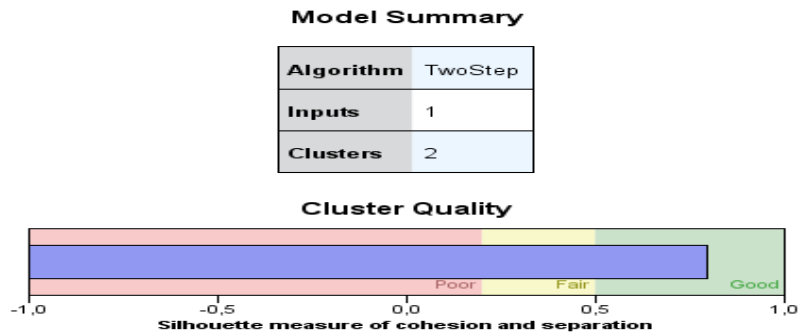 Model Summary
Algorithm TwoStep
Inputs 1
Clusters 2
Cluster Quality
Poor Fair Good
-1,0 -0,5 0,0 0,5 1,0
Silhouette measure of cohesion and separation